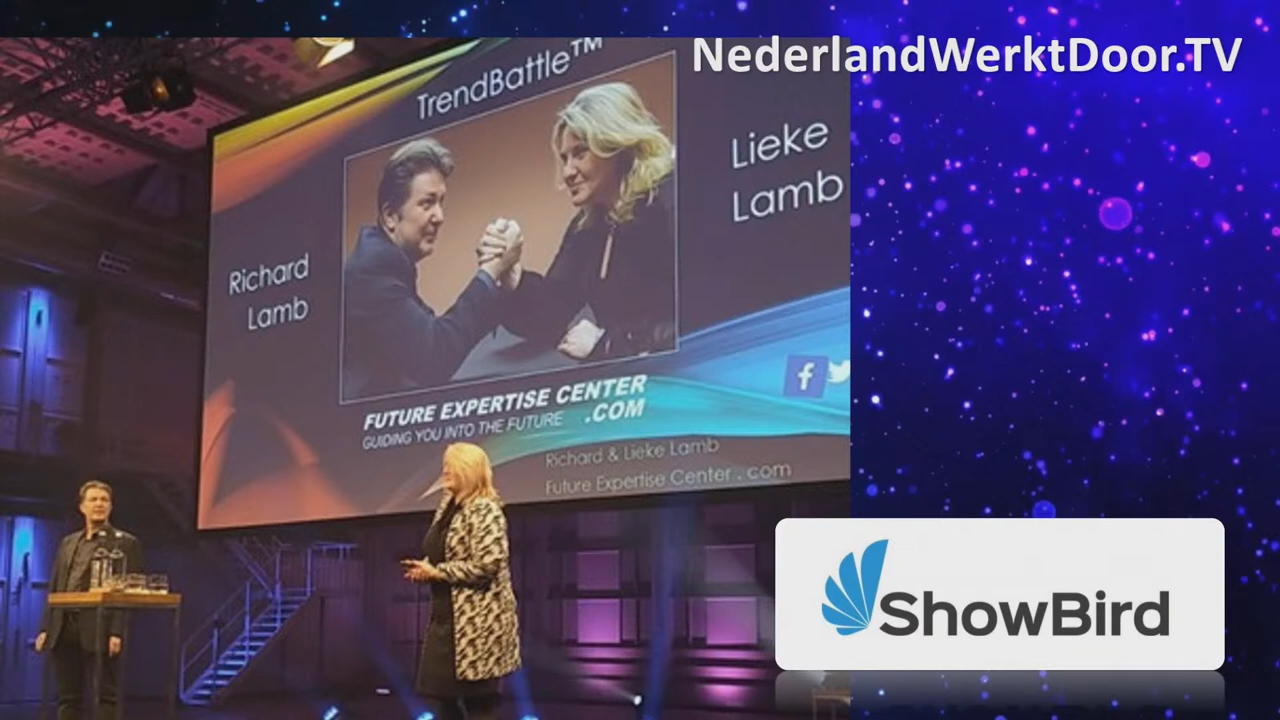 NederlandWerktDoor.TV
TrendBattle™
Lieke
Lamb
Richard
Lamb
FUTURE EXPERTISE CENTER
.COM
GUIDING YOU INTO THE FUTURE
Richard & Lieke Lamb
Future Expertise Center . com
ShowBird